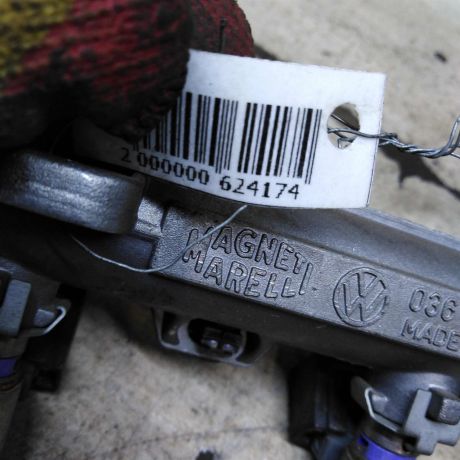 2 000000 624174
MAGNETI
MARELLI
VW
036
MADE